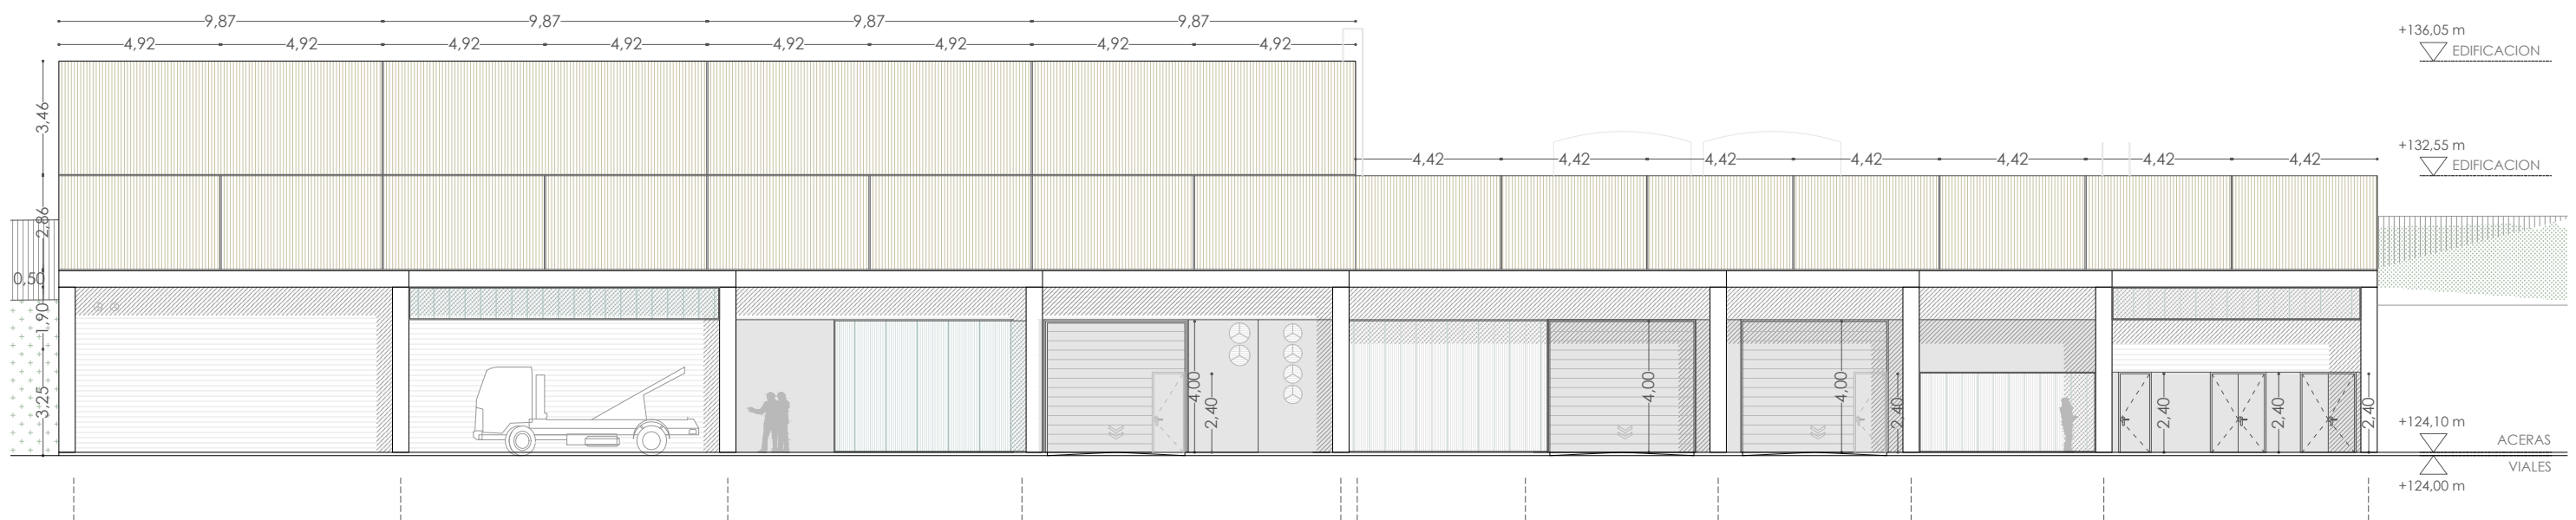 9,87 9,87 9,87 9,87
+136,05 m
4,92 4,92 4,92 4,92 4,92 4,92 4,92 4,92
EDIFICACION
3,46
+132,55 m
4,42 4,42 4,42 4,42 4,42 4,42 4,42
EDIFICACION
2,86
0,50
1,90
3,25
4,00
2,40
4,00
4,00
2,40
2,40
2,40
2,40
+124,10 m
ACERAS
VIALES
+124,00 m